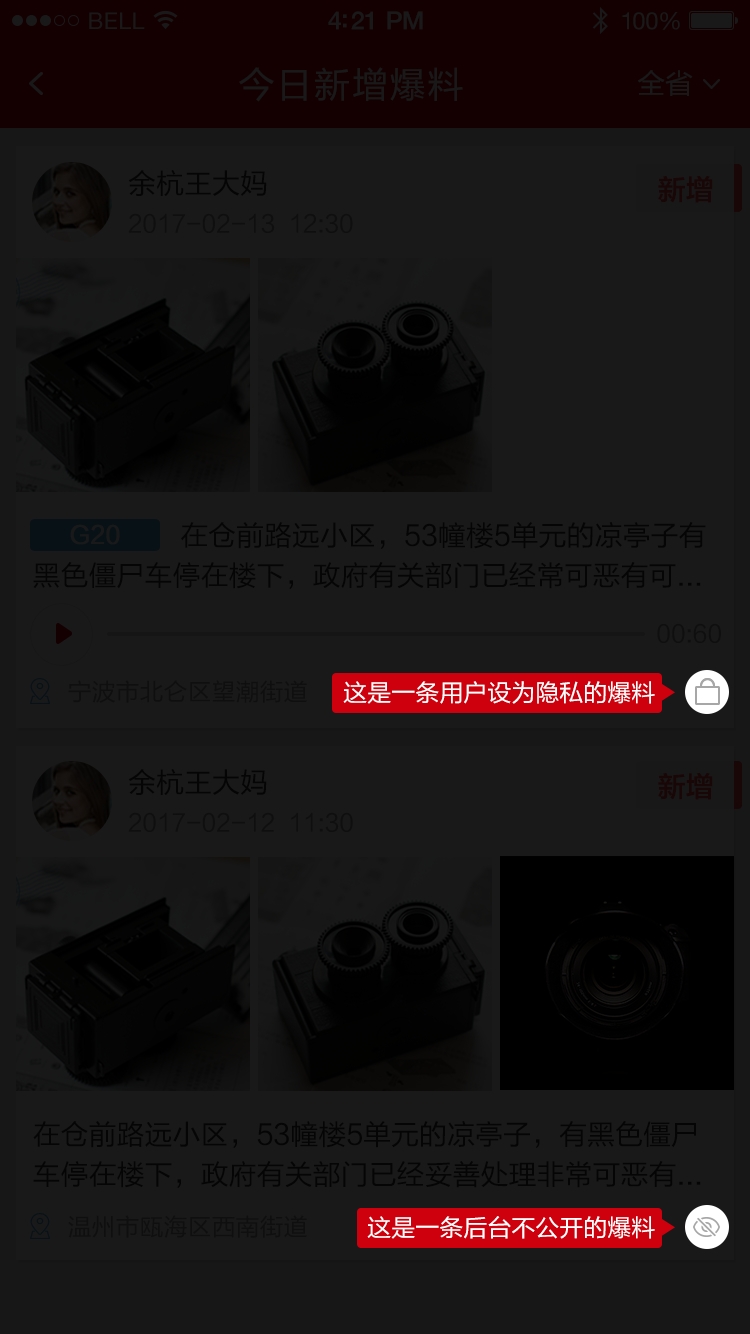 BELL 4:21 PM 100%
今日新增爆料 全省
余杭王大妈 新增
2017-02-13 12:30
G20 在仓前路远小区，53幢楼5单元的凉亭子有
黑色僵尸车停在楼下，政府有关部门已经常可恶有可...
00:60
宁波市北仑区望潮街道 这是一条用户设为隐私的爆料
余杭王大妈 新增
2017-02-12 11:30
在仓前路远小区，53幢楼5单元的凉亭子，有黑色僵尸
车停在楼下，政府有关部门已经妥善处理非常可恶有...
温州市瓯海区西南街道 这是一条后台不公开的爆料